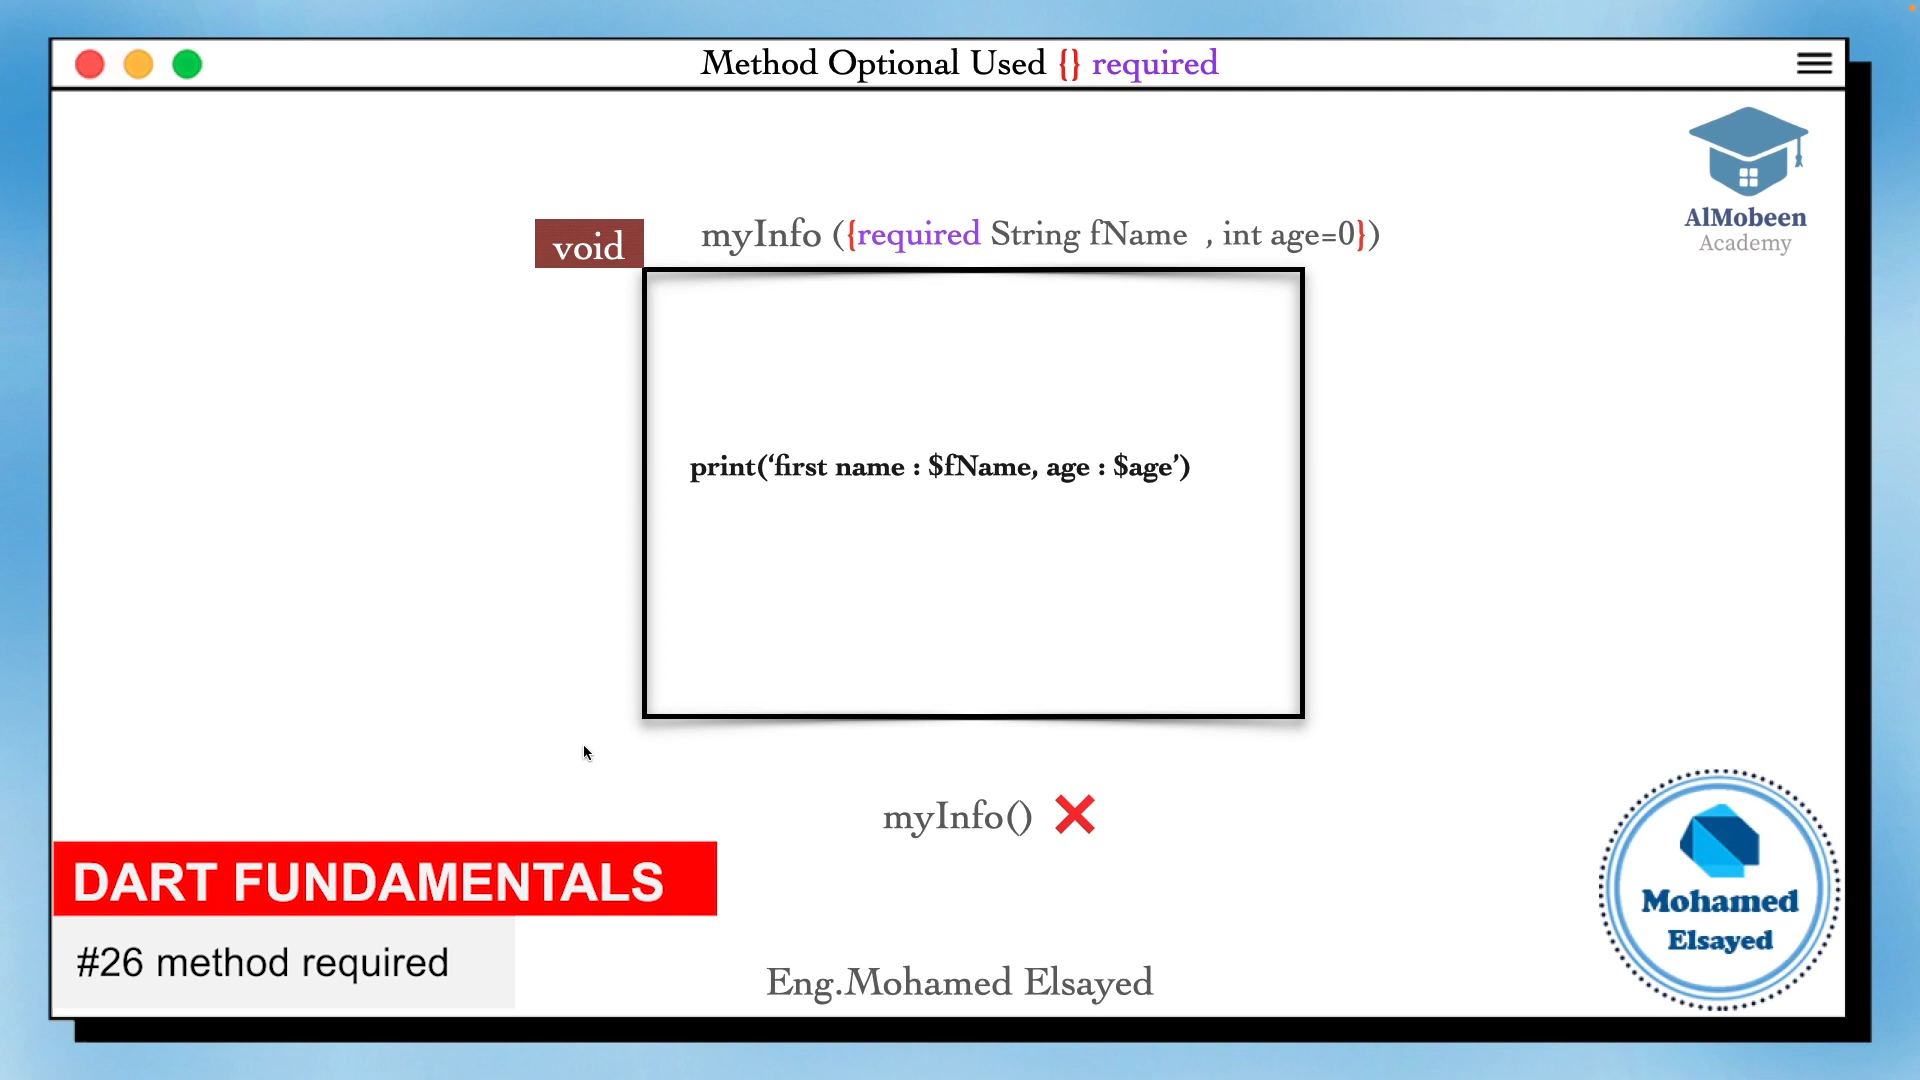 Method Optional Used {} required
AlMobeen
Academy
void
myInfo ({required String fName , int age=0})
print(‘first name : $fName, age : $age’)
myInfo()
DART FUNDAMENTALS
#26 method required
Eng.Mohamed Elsayed
Mohamed
Elsayed